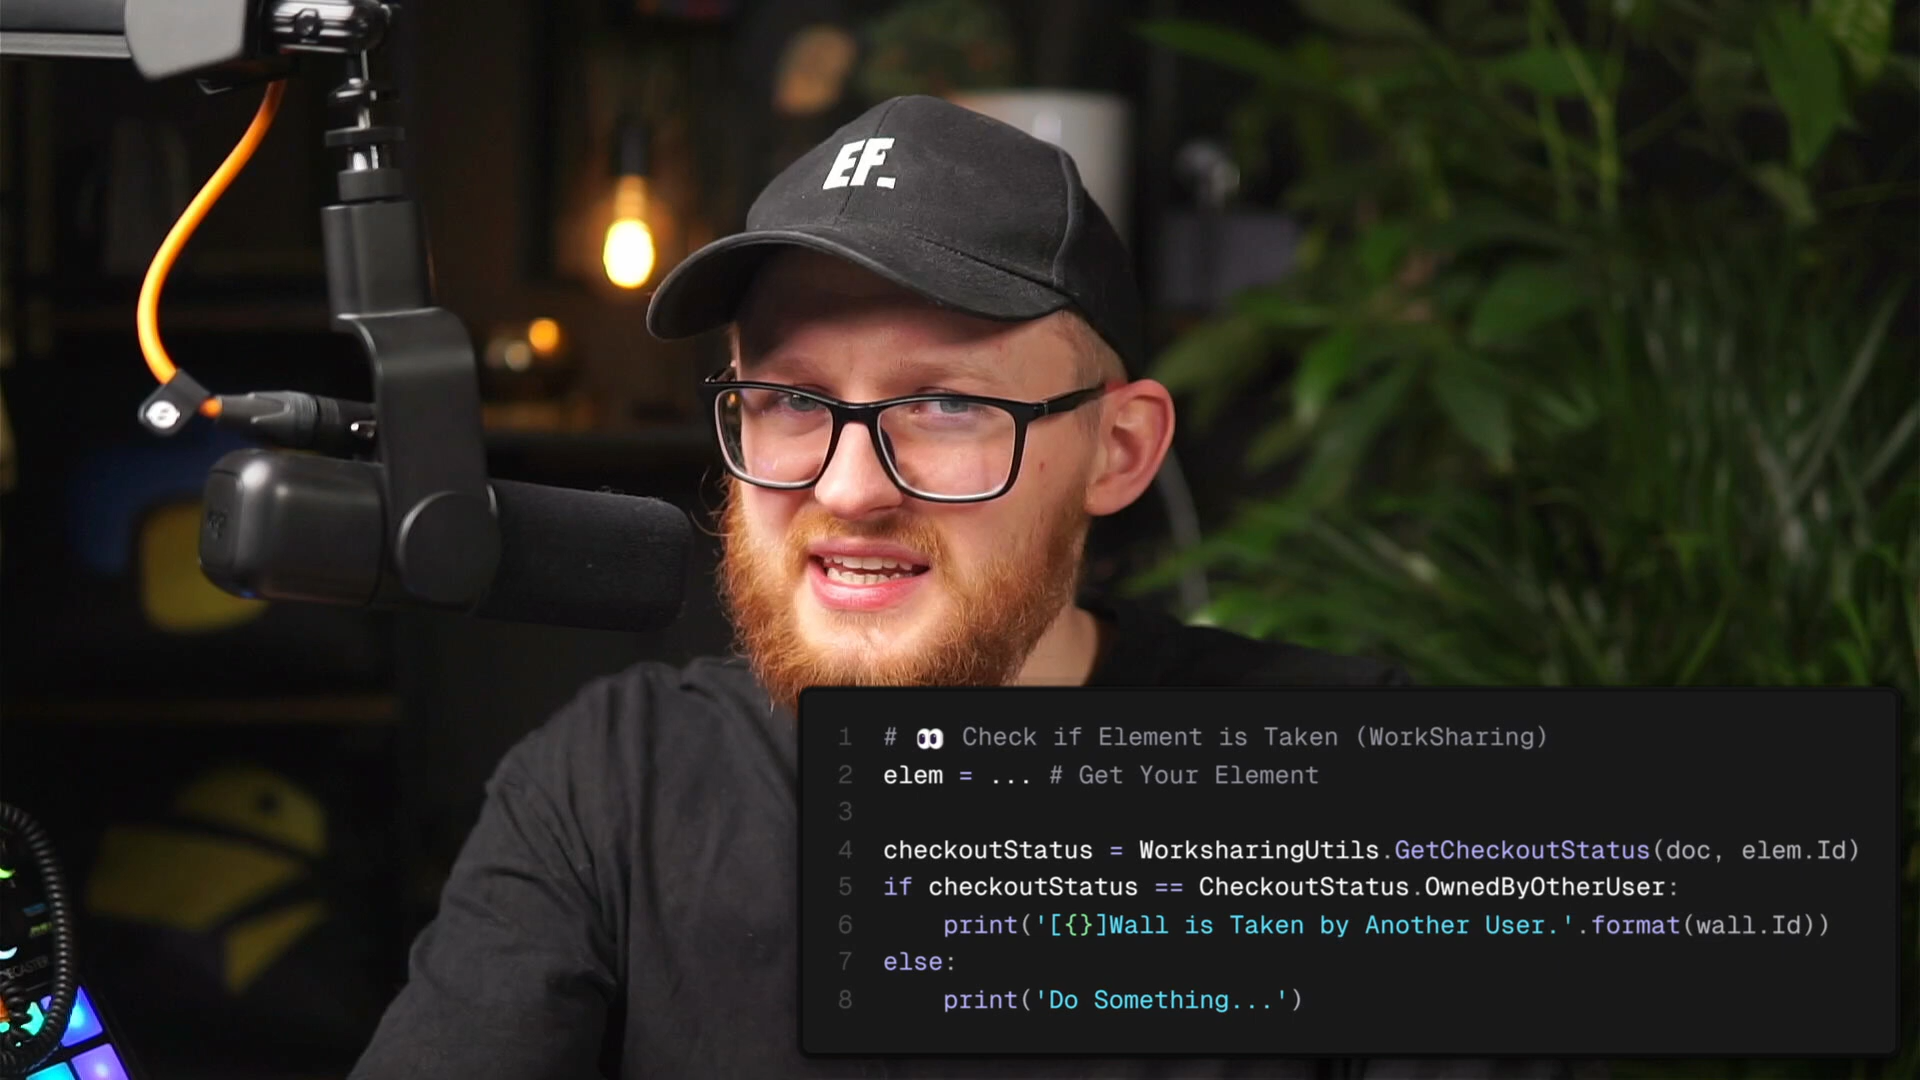 EF.
1 # 👀 Check if Element is Taken (WorkSharing)
2 elem = ... # Get Your Element
3
4 checkoutStatus = WorksharingUtils.GetCheckoutStatus(doc, elem.Id)
5 if checkoutStatus == CheckoutStatus.OwnedByOtherUser:
6     print('[{}]Wall is Taken by Another User.'.format(wall.Id))
7 else:
8     print('Do Something...')